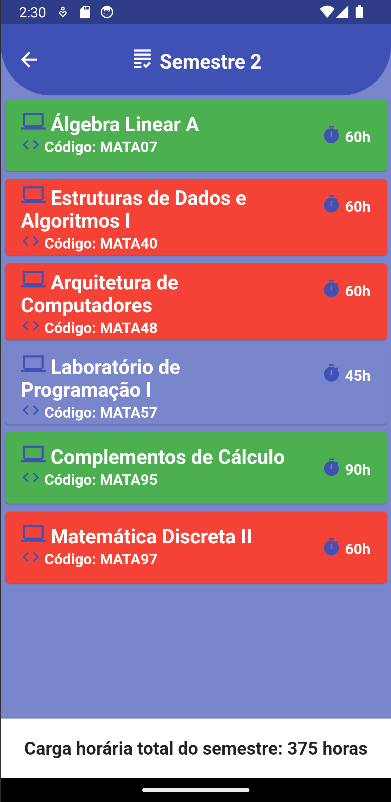 2:30
Semestre 2
Álgebra Linear A
Código: MATA07
60h
Estruturas de Dados e
Algoritmos I
Código: MATA40
60h
Arquitetura de
Computadores
Código: MATA48
60h
Laboratório de
Programação I
Código: MATA57
45h
Complementos de Cálculo
Código: MATA95
90h
Matemática Discreta II
Código: MATA97
60h
Carga horária total do semestre: 375 horas